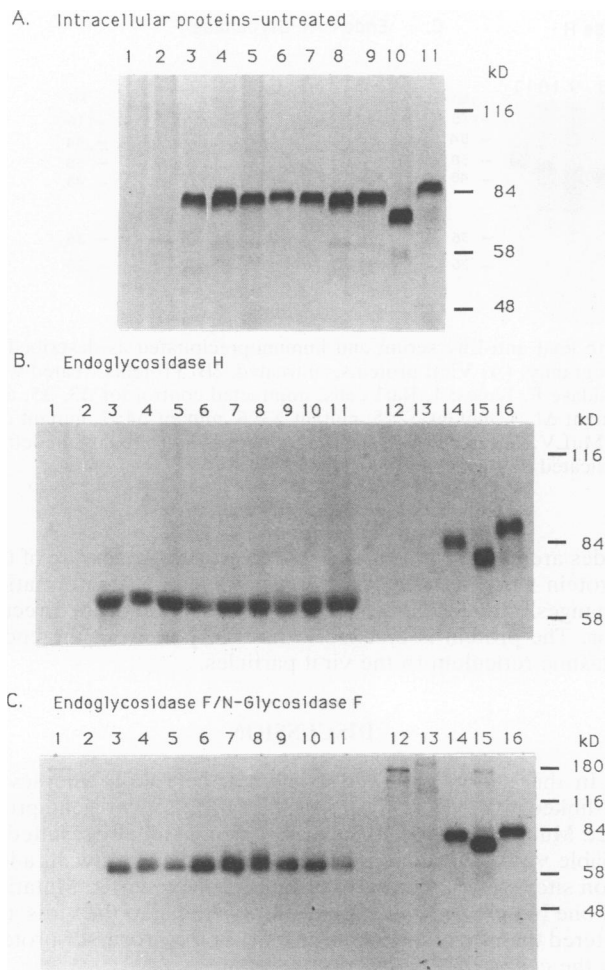 A. Intracellular proteins-untreated
1 2 3 4 5 6 7 8 9 10 11 kD
116
84
58
48
B. Endoglycosidase H
1 2 3 4 5 6 7 8 9 10 11 12 13 14 15 16
116
84
58
C. Endoglycosidase F/N-Glycosidase F
1 2 3 4 5 6 7 8 9 10 11 12 13 14 15 16 kD
180
116
84
58
48